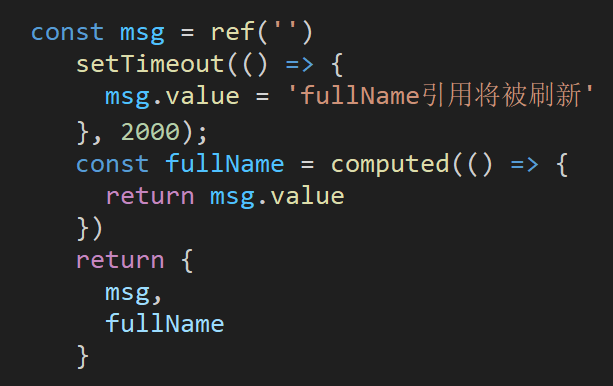 const msg = ref('')
setTimeout(() => {
msg.value = 'fullName引用将被刷新'
}, 2000);
const fullName = computed(() => {
return msg.value
})
return {
msg,
fullName
}